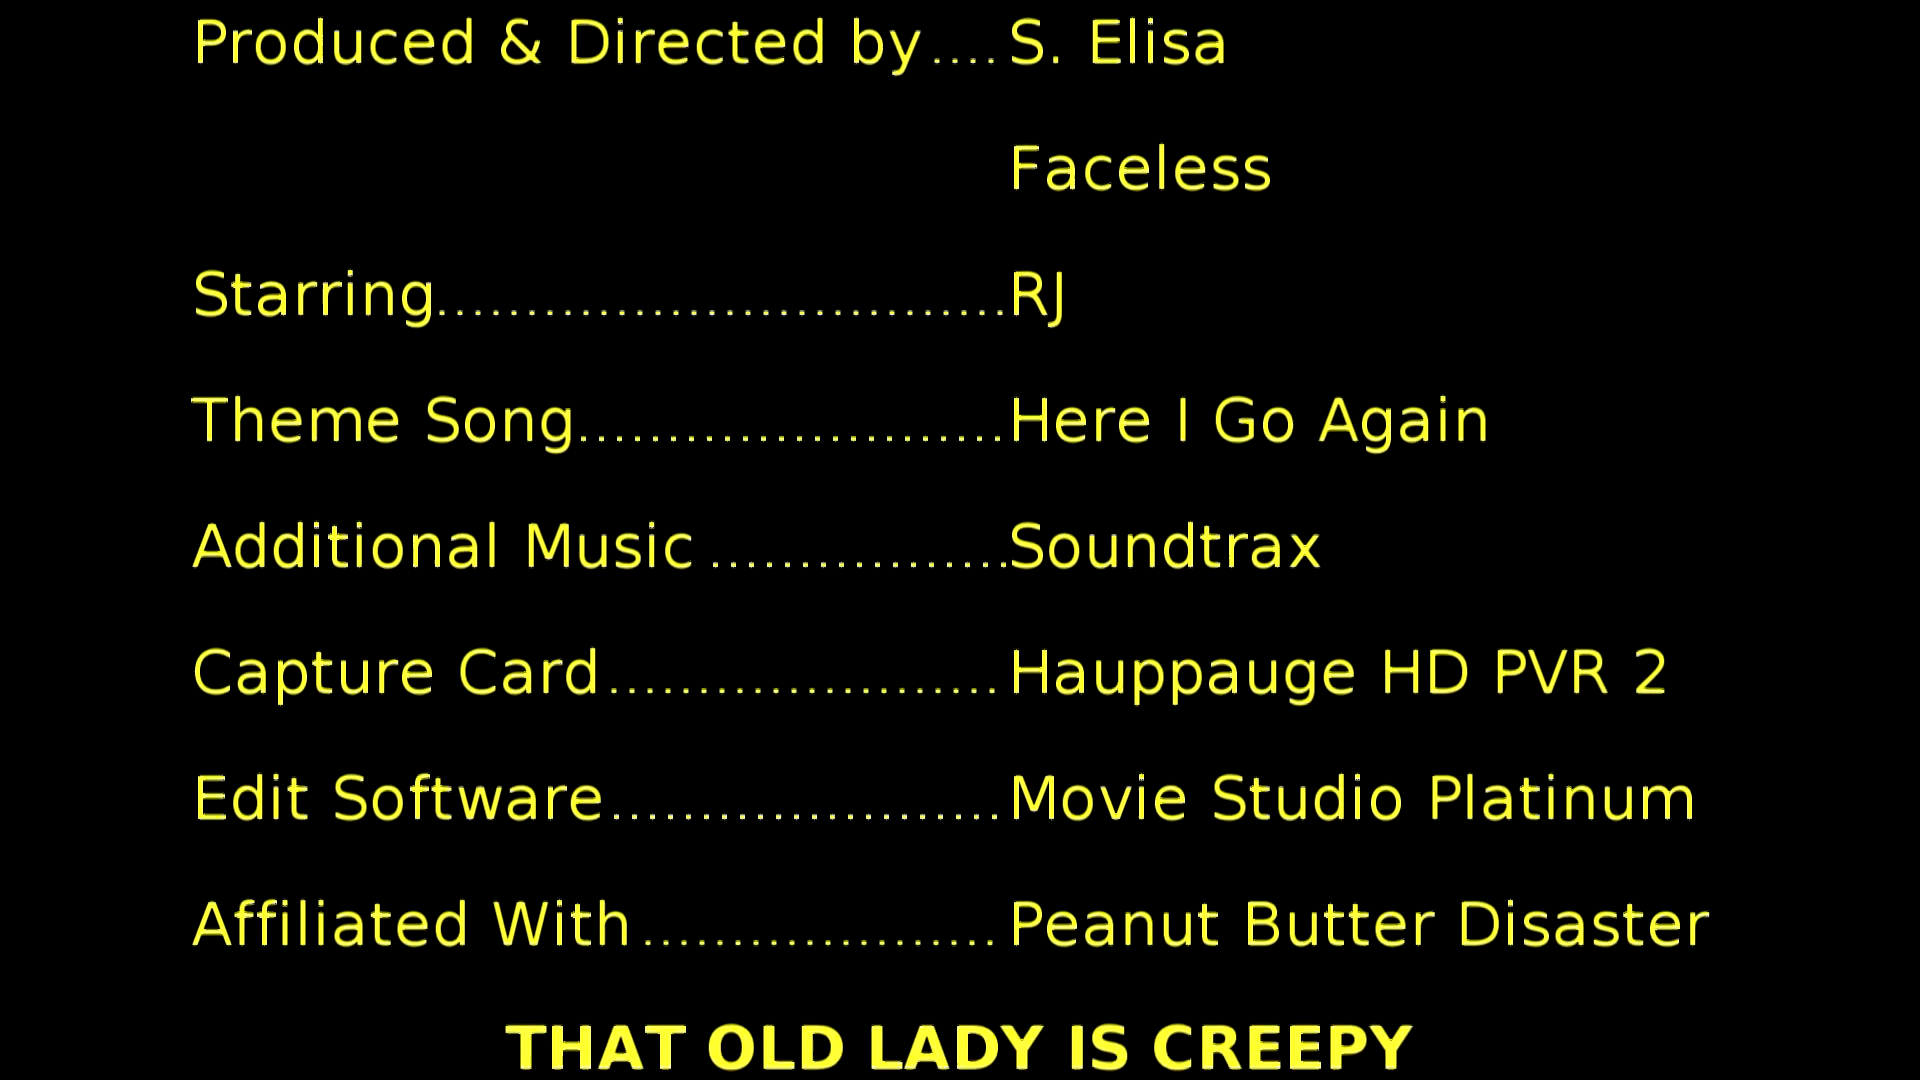 Produced & Directed by....S. Elisa
Faceless
Starring................................RJ
Theme Song........................Here I Go Again
Additional Music .................Soundtrax
Capture Card......................Hauppauge HD PVR 2
Edit Software......................Movie Studio Platinum
Affiliated With....................Peanut Butter Disaster
THAT OLD LADY IS CREEPY